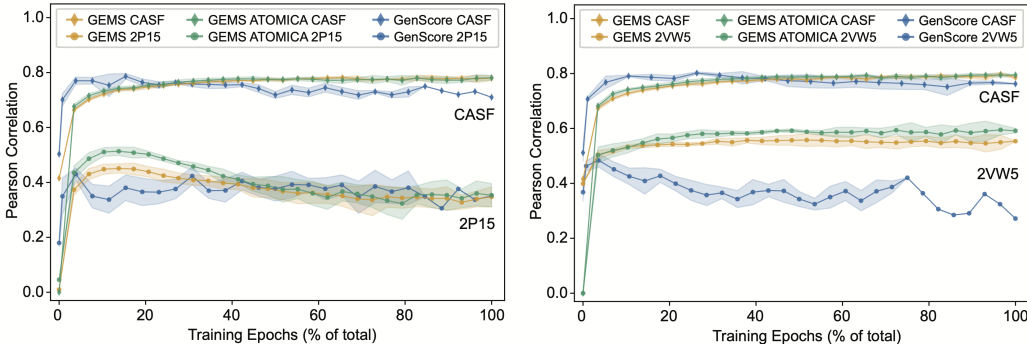 GEMS CASF GEMS ATOMICA CASF GenScore CASF
GEMS 2P15 GEMS ATOMICA 2P15 GenScore 2P15
1.0
0.8
0.6
0.4
0.2
0.0
Pearson Correlation
CASF
2P15
0 20 40 60 80 100
Training Epochs (% of total)
GEMS CASF GEMS ATOMICA CASF GenScore CASF
GEMS 2VW5 GEMS ATOMICA 2VW5 GenScore 2VW5
1.0
0.8
0.6
0.4
0.2
0.0
Pearson Correlation
CASF
2VW5
0 20 40 60 80 100
Training Epochs (% of total)